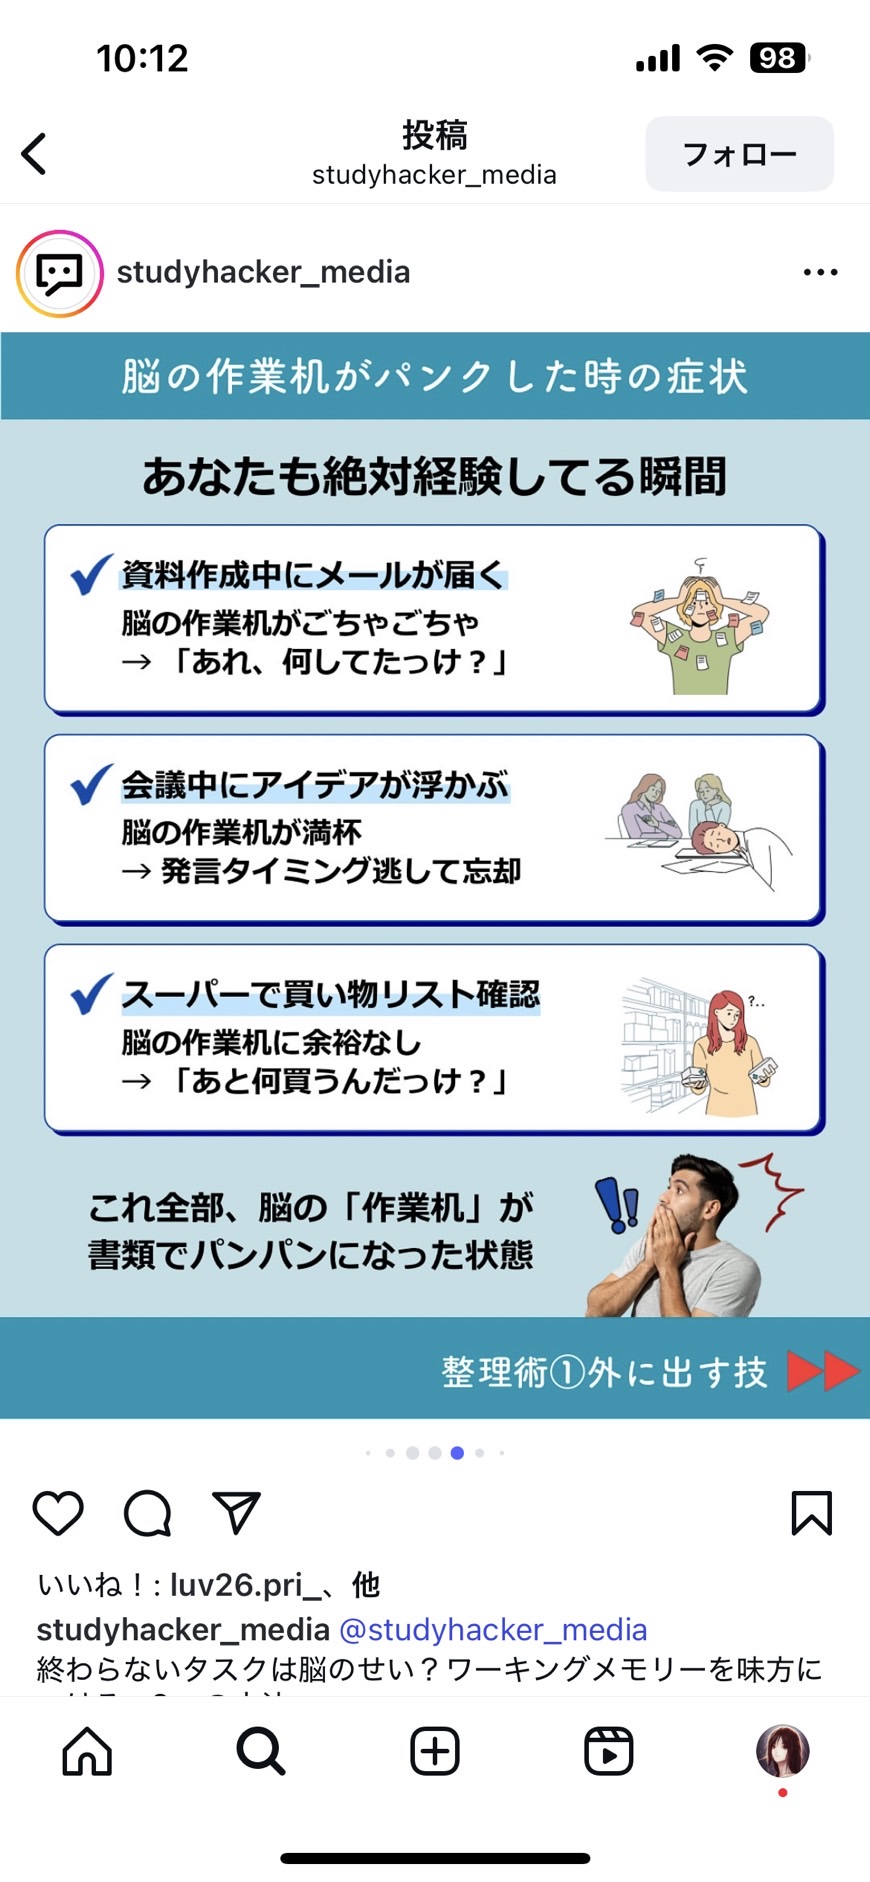 10:12
98
投稿
studyhacker_media
フォロー
studyhacker_media
脳の作業机がパンクした時の症状
あなたも絶対経験してる瞬間
資料作成中にメールが届く
脳の作業机がごちゃごちゃ
→「あれ、何してたっけ？」
会議中にアイデアが浮かぶ
脳の作業机が満杯
→ 発言タイミング逃して忘却
スーパーで買い物リスト確認
脳の作業机に余裕なし
→「あと何買うんだっけ？」
?..
これ全部、脳の「作業机」が
書類でパンパンになった状態
整理術①外に出す技
いいね！: luv26.pri_、他
studyhacker_media @studyhacker_media
終わらないタスクは脳のせい？ワーキングメモリーを味方に